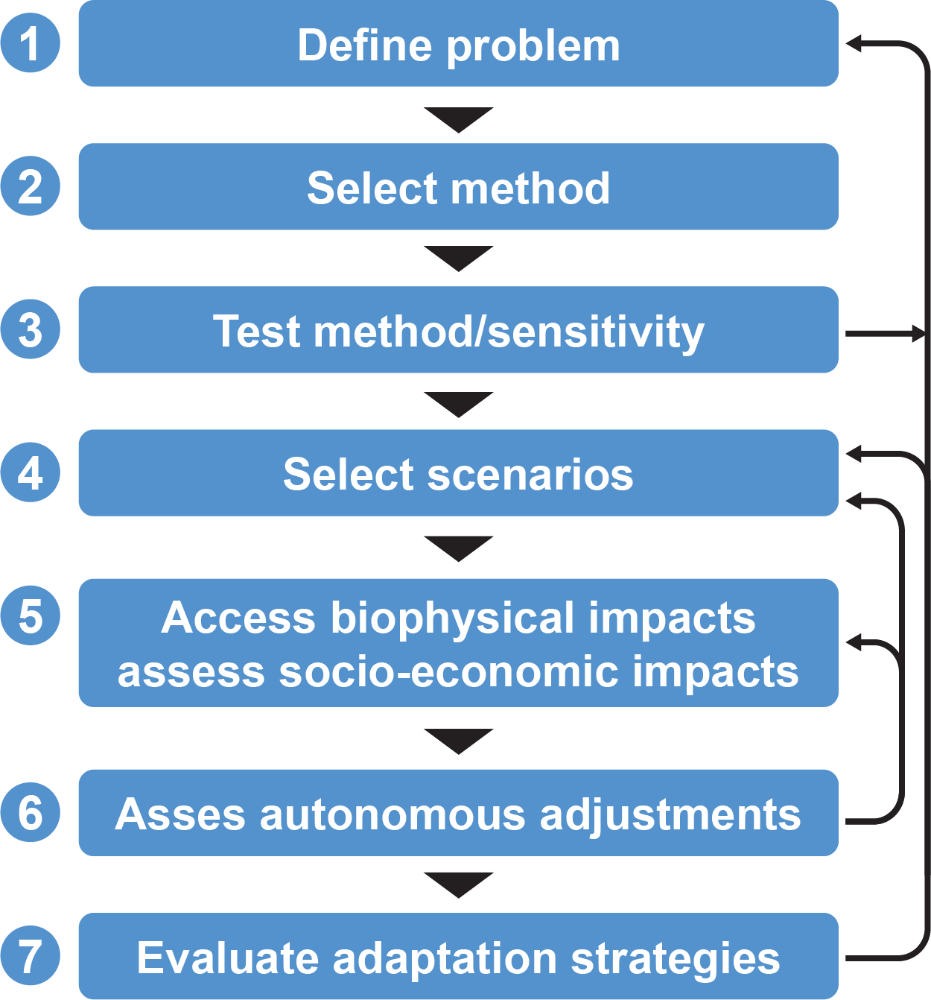 1
Define problem
2
Select method
3
Test method/sensitivity
4
Select scenarios
5
Access biophysical impacts
assess socio-economic impacts
6
Asses autonomous adjustments
7
Evaluate adaptation strategies